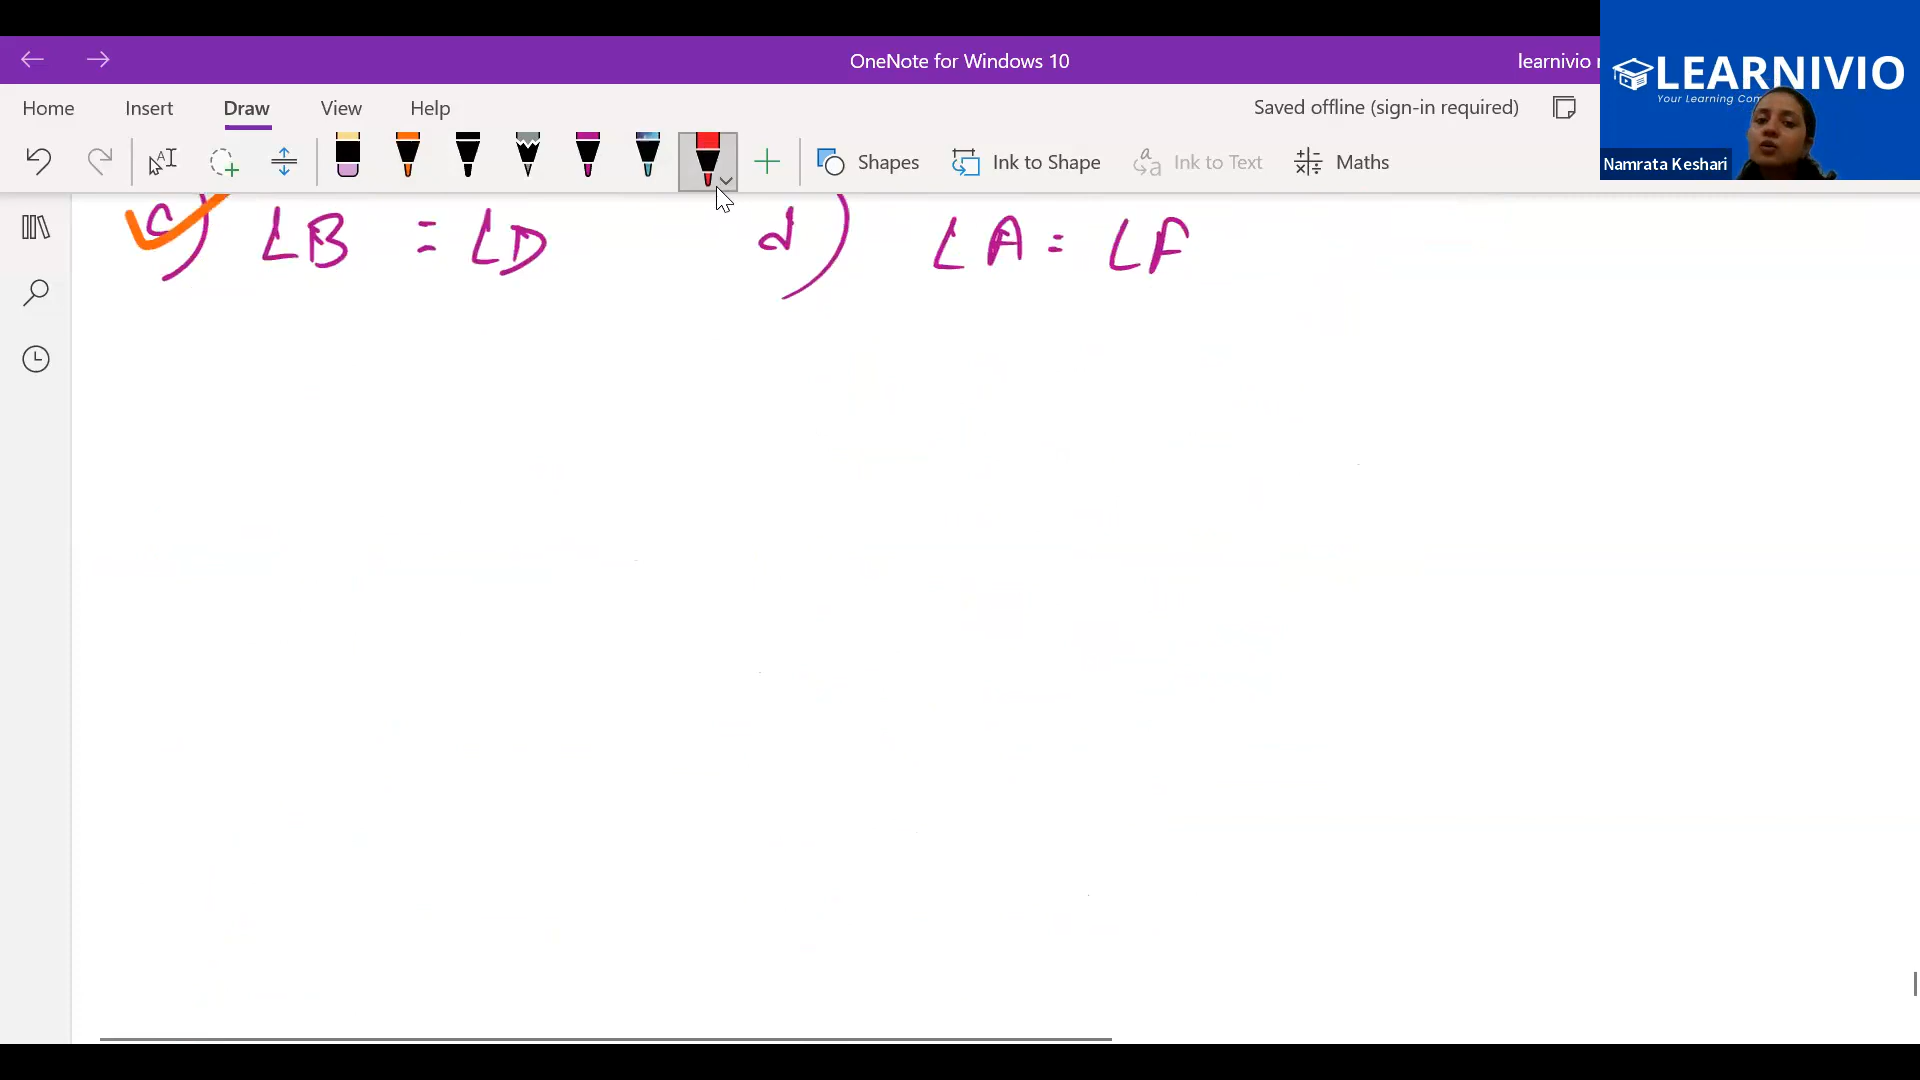 OneNote for Windows 10
learnivio
LEARNIVIO
Your Learning Com
Home Insert Draw View Help
Saved offline (sign-in required)
Shapes Ink to Shape Ink to Text Maths
Namrata Keshari
c) ∠B = ∠D d) ∠A = ∠F